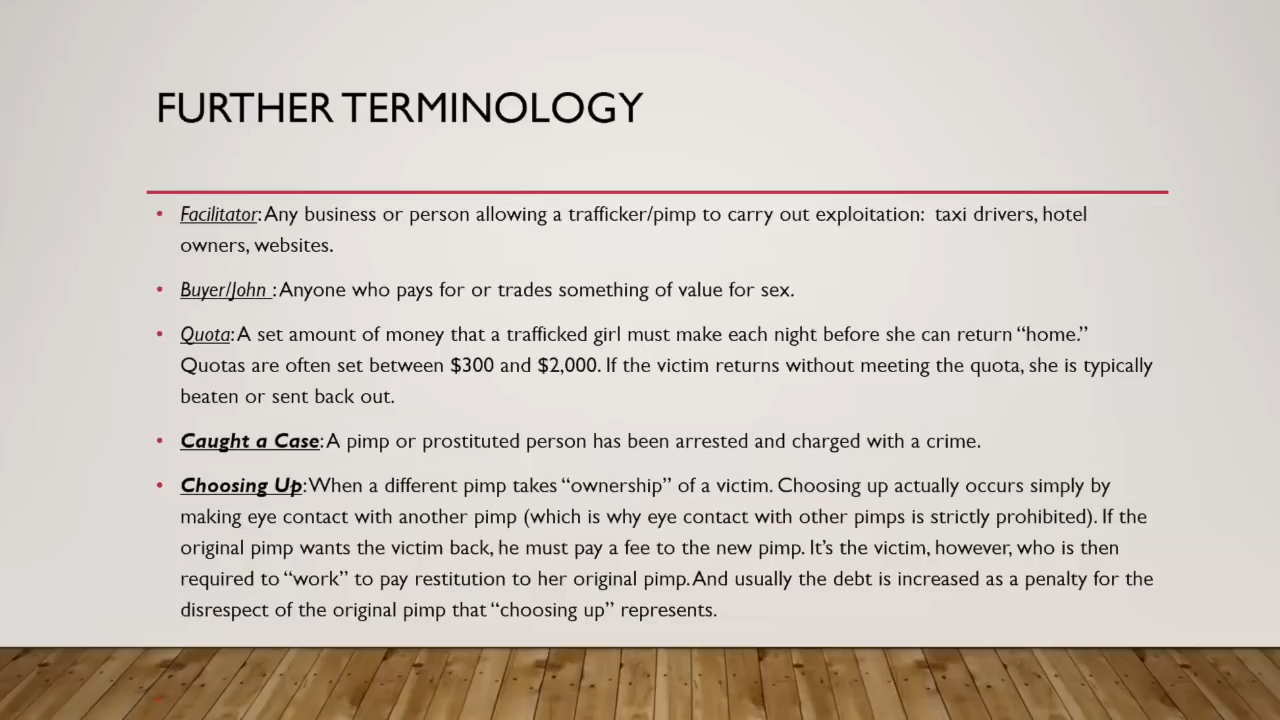 FURTHER TERMINOLOGY
• Facilitator: Any business or person allowing a trafficker/pimp to carry out exploitation: taxi drivers, hotel
owners, websites.
• Buyer/John : Anyone who pays for or trades something of value for sex.
• Quota: A set amount of money that a trafficked girl must make each night before she can return “home.”
Quotas are often set between $300 and $2,000. If the victim returns without meeting the quota, she is typically
beaten or sent back out.
• Caught a Case: A pimp or prostituted person has been arrested and charged with a crime.
• Choosing Up: When a different pimp takes “ownership” of a victim. Choosing up actually occurs simply by
making eye contact with another pimp (which is why eye contact with other pimps is strictly prohibited). If the
original pimp wants the victim back, he must pay a fee to the new pimp. It’s the victim, however, who is then
required to “work” to pay restitution to her original pimp. And usually the debt is increased as a penalty for the
disrespect of the original pimp that “choosing up” represents.